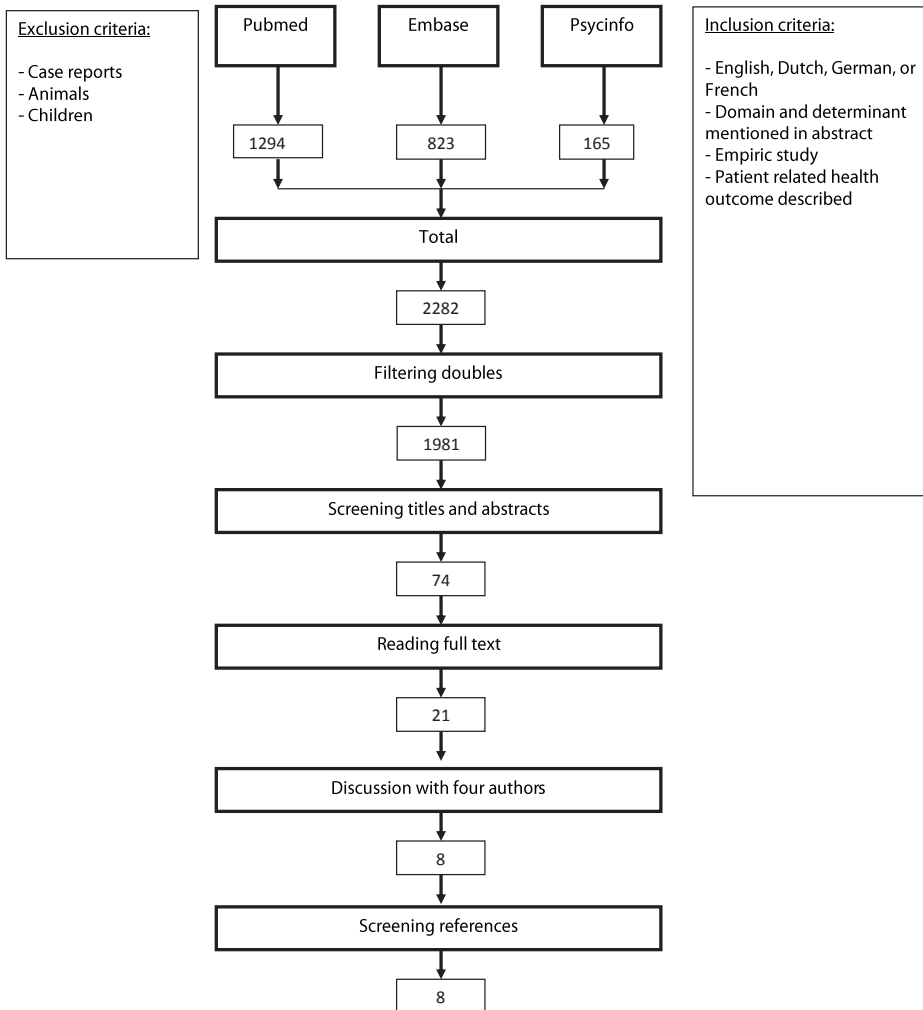 Exclusion criteria:
- Case reports
- Animals
- Children
Pubmed
Embase
Psycinfo
1294
823
165
Inclusion criteria:
- English, Dutch, German, or
French
- Domain and determinant
mentioned in abstract
- Empiric study
- Patient related health
outcome described
Total
2282
Filtering doubles
1981
Screening titles and abstracts
74
Reading full text
21
Discussion with four authors
8
Screening references
8